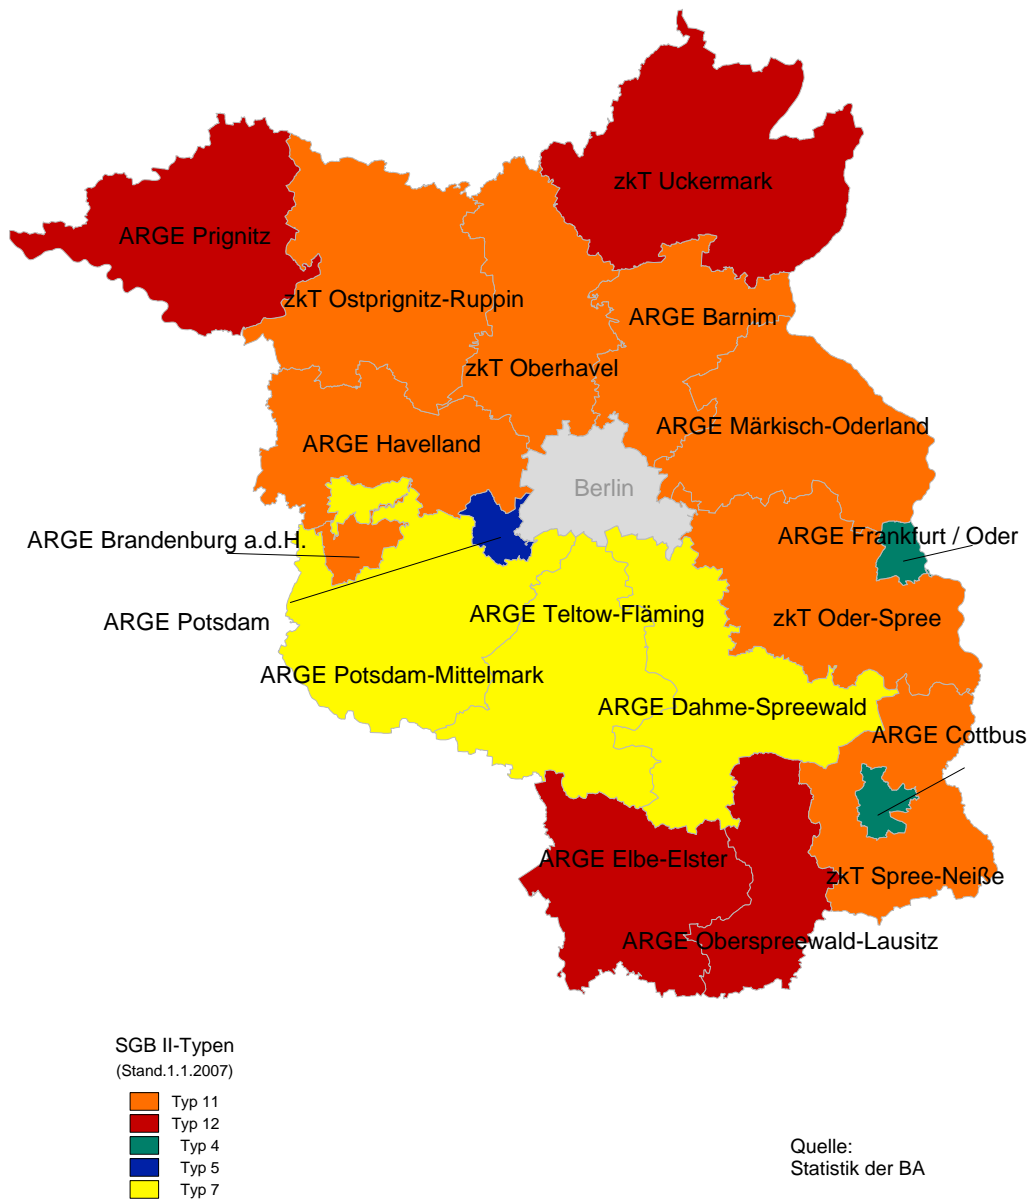 zkT Uckermark
ARGE Prignitz
zkT Ostprignitz-Ruppin
ARGE Barnim
zkT Oberhavel
ARGE Märkisch-Oderland
ARGE Havelland
Berlin
ARGE Frankfurt / Oder
ARGE Brandenburg a.d.H.
ARGE Teltow-Fläming
ARGE Potsdam
zkT Oder-Spree
ARGE Potsdam-Mittelmark
ARGE Dahme-Spreewald
ARGE Cottbus
ARGE Elbe-Elster
zkT Spree-Neiße
ARGE Oberspreewald-Lausitz
SGB II-Typen
(Stand.1.1.2007)
Typ 11
Typ 12
Typ 4
Typ 5
Typ 7
Quelle:
Statistik der BA